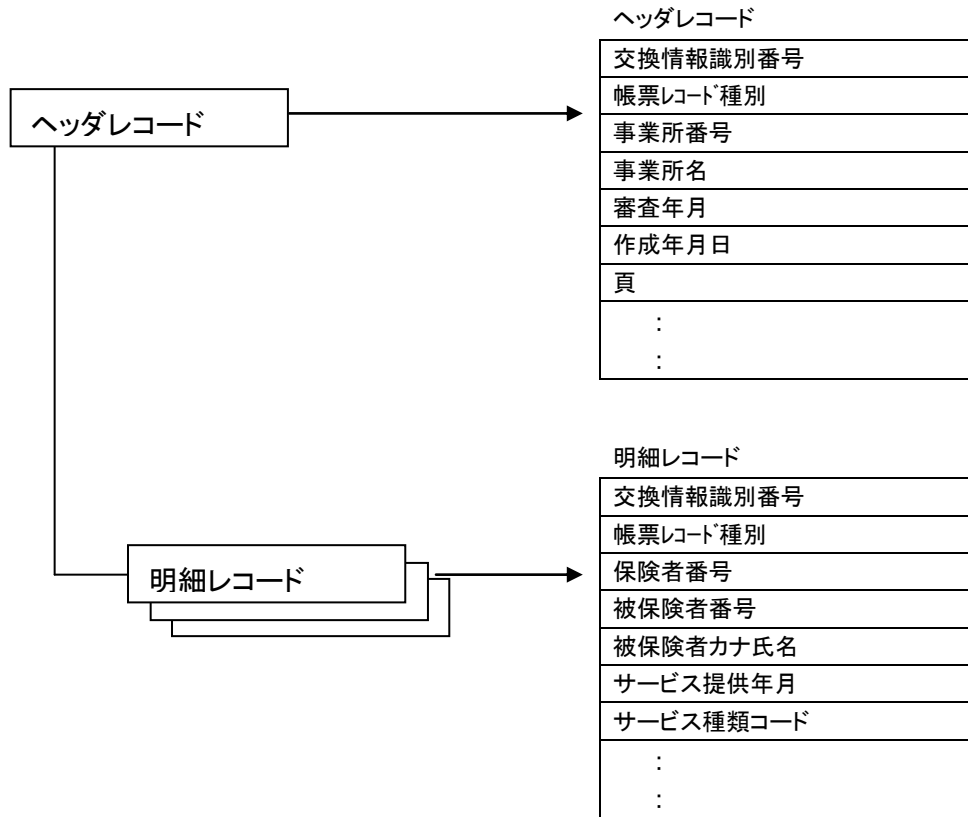 ヘッダレコード
ヘッダレコード
交換情報識別番号
帳票ﾚｺｰﾄﾞ種別
事業所番号
事業所名
審査年月
作成年月日
頁
:
:
明細レコード
明細レコード
交換情報識別番号
帳票ﾚｺｰﾄﾞ種別
保険者番号
被保険者番号
被保険者カナ氏名
サービス提供年月
サービス種類コード
:
: